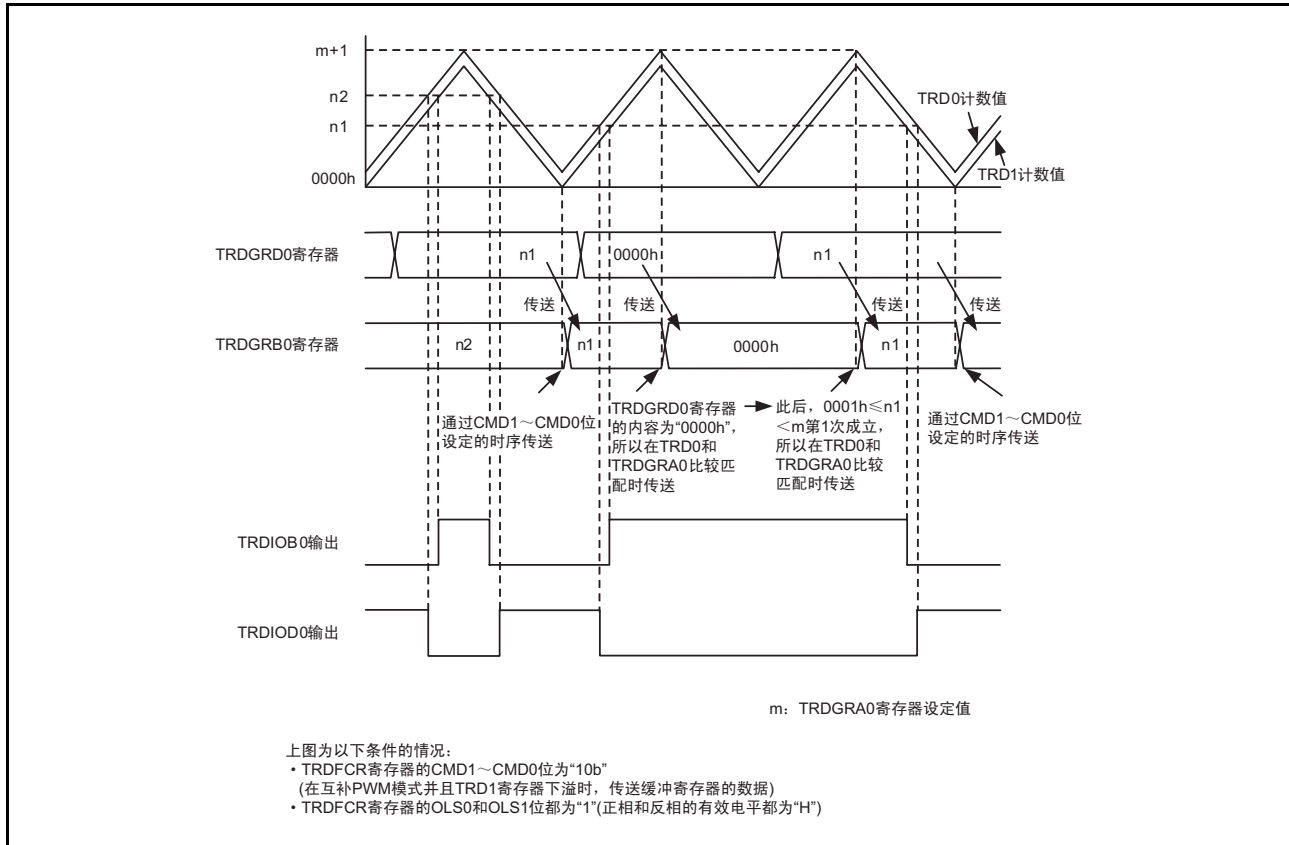 m+1
n2
n1
0000h
TRD0计数值
TRD1计数值
TRDGRD0寄存器
n1
0000h
n1
传送
传送
传送
传送
TRDGRB0寄存器
n2
n1
0000h
n1
通过CMD1～CMD0位
设定的时序传送
TRDGRD0寄存器
的内容为“0000h”，
所以在TRD0和
TRDGRA0比较匹
配时传送
此后，0001h≤n1
＜m第1次成立，
所以在TRD0和
TRDGRA0比较
匹配时传送
通过CMD1～CMD0位
设定的时序传送
TRDIOB0输出
TRDIOD0输出
m：TRDGRA0寄存器设定值
上图为以下条件的情况：
・TRDFCR寄存器的CMD1～CMD0位为“10b”
(在互补PWM模式并且TRD1寄存器下溢时，传送缓冲寄存器的数据)
・TRDFCR寄存器的OLS0和OLS1位都为“1”(正相和反相的有效电平都为“H”)